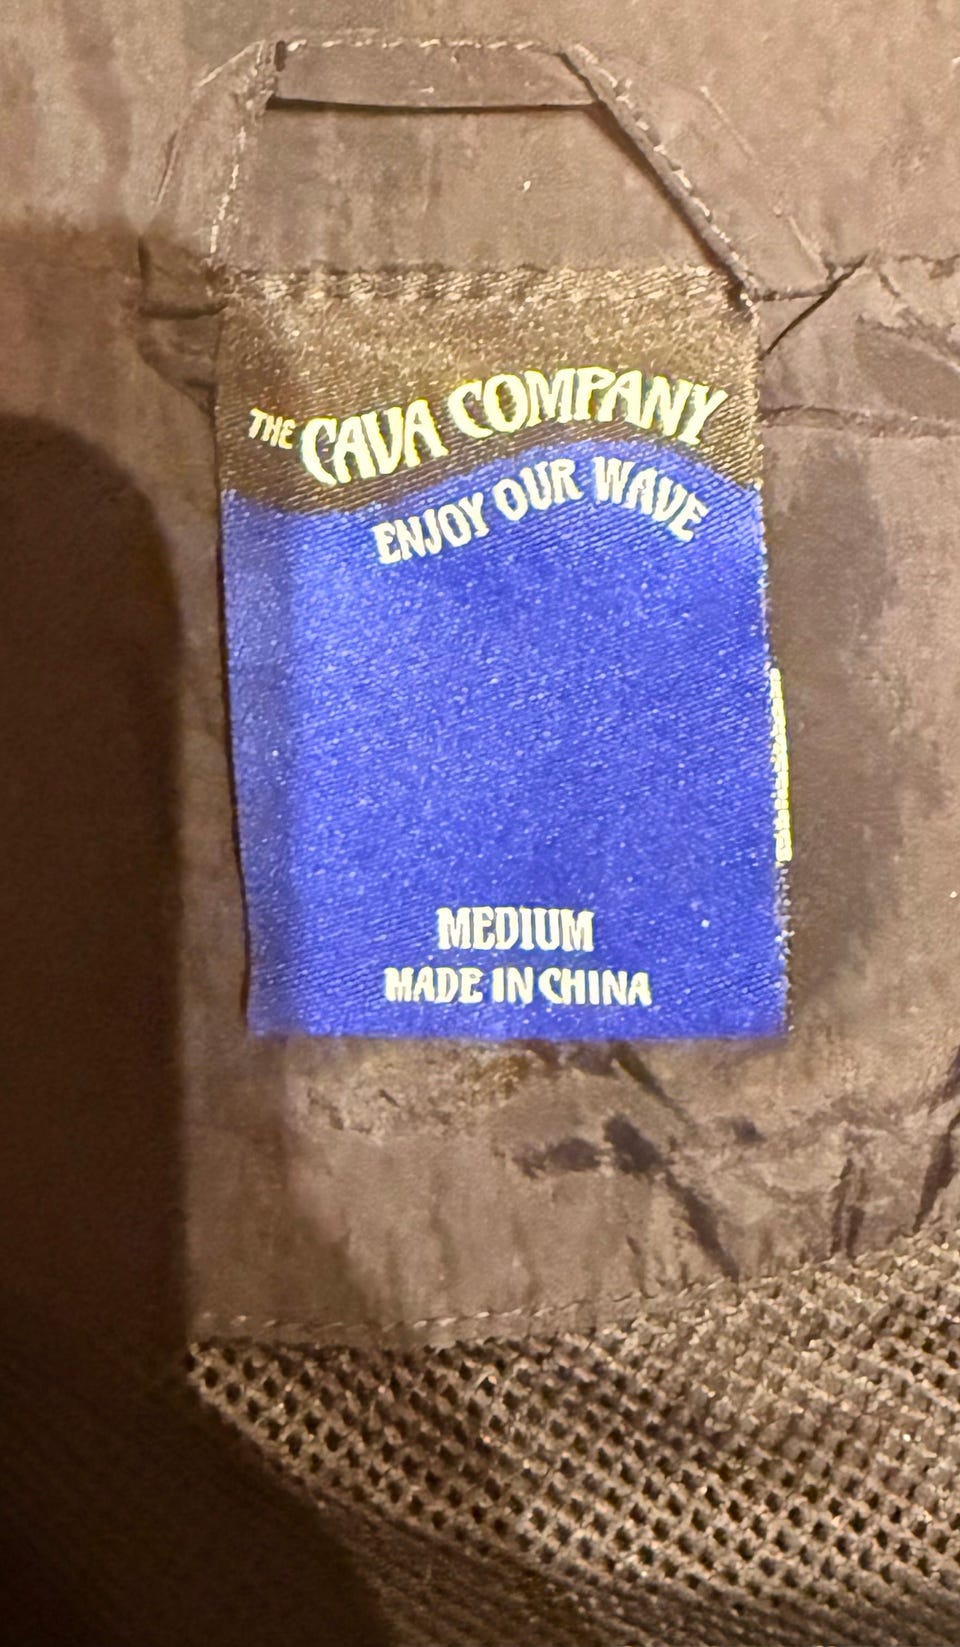 THE CAVA COMPANY
ENJOY OUR WAVE
MEDIUM
MADE IN CHINA